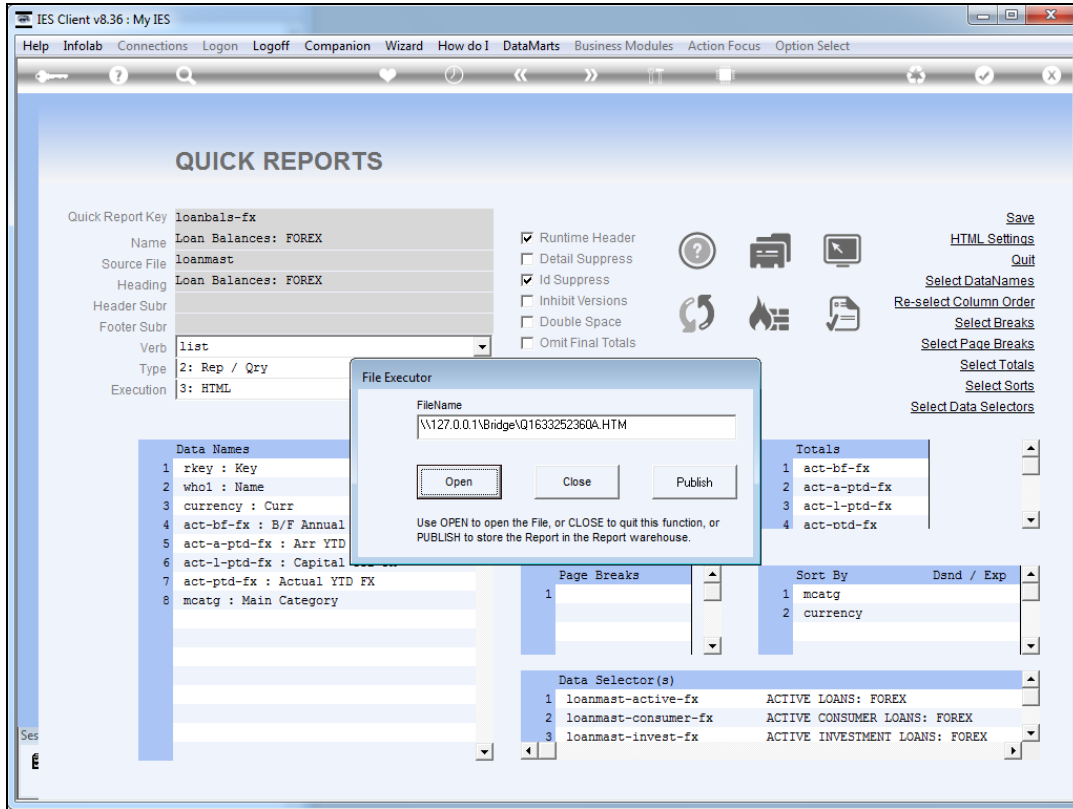 IES Client v8.36 : My IES
Help Infolab Connections Logon Logoff Companion Wizard How do I DataMarts Business Modules Action Focus Option Select
QUICK REPORTS
Quick Report Key loanbals-fx
Name Loan Balances: FOREX
Source File loanmast
Heading Loan Balances: FOREX
Header Subr
Footer Subr
Verb list
Type 2: Rep / Qry
Execution 3: HTML
Runtime Header
Detail Suppress
Id Suppress
Inhibit Versions
Double Space
Omit Final Totals
Save
HTML Settings
Quit
Select DataNames
Re-select Column Order
Select Breaks
Select Page Breaks
Select Totals
Select Sorts
Select Data Selectors
File Executor
FileName
\\127.0.0.1\Bridge\Q1633252360A.HTM
Open Close Publish
Use OPEN to open the File, or CLOSE to quit this function, or
PUBLISH to store the Report in the Report warehouse.
Data Names
1 rkey : Key
2 who1 : Name
3 currency : Curr
4 act-bf-fx : B/F Annual
5 act-a-ptd-fx : Arr YTD
6 act-l-ptd-fx : Capital
7 act-ptd-fx : Actual YTD FX
8 mcatg : Main Category
Totals
1 act-bf-fx
2 act-a-ptd-fx
3 act-l-ptd-fx
4 act-ptd-fx
Page Breaks
1
Sort By Dsnd / Exp
1 mcatg
2 currency
Data Selector(s)
1 loanmast-active-fx ACTIVE LOANS: FOREX
2 loanmast-consumer-fx ACTIVE CONSUMER LOANS: FOREX
3 loanmast-invest-fx ACTIVE INVESTMENT LOANS: FOREX
Ses